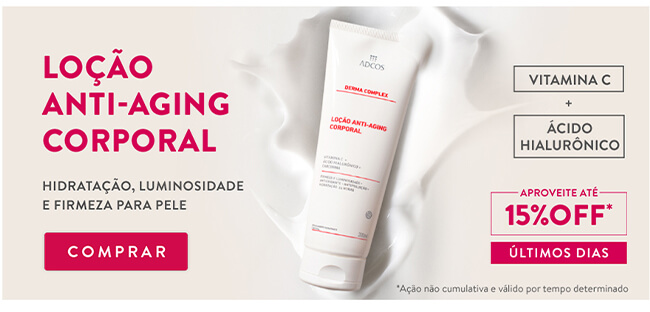 LOÇÃO
ANTI-AGING
CORPORAL
HIDRATAÇÃO, LUMINOSIDADE
E FIRMEZA PARA PELE
COMPRAR
ADCOS
DERMA COMPLEX
LOÇÃO ANTI-AGING
CORPORAL
VITAMINA C +
VITAMINA C
+
ÁCIDO
HIALURÔNICO
APROVEITE ATÉ
15%OFF*
ÚLTIMOS DIAS
*Ação não cumulativa e válido por tempo determinado